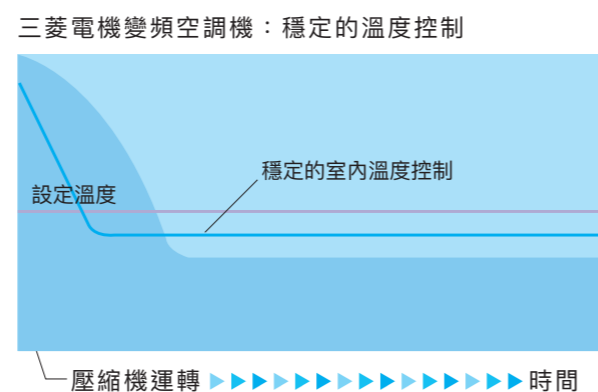 三菱電機變頻空調機：穩定的溫度控制
穩定的室內溫度控制
設定溫度
壓縮機運轉
時間